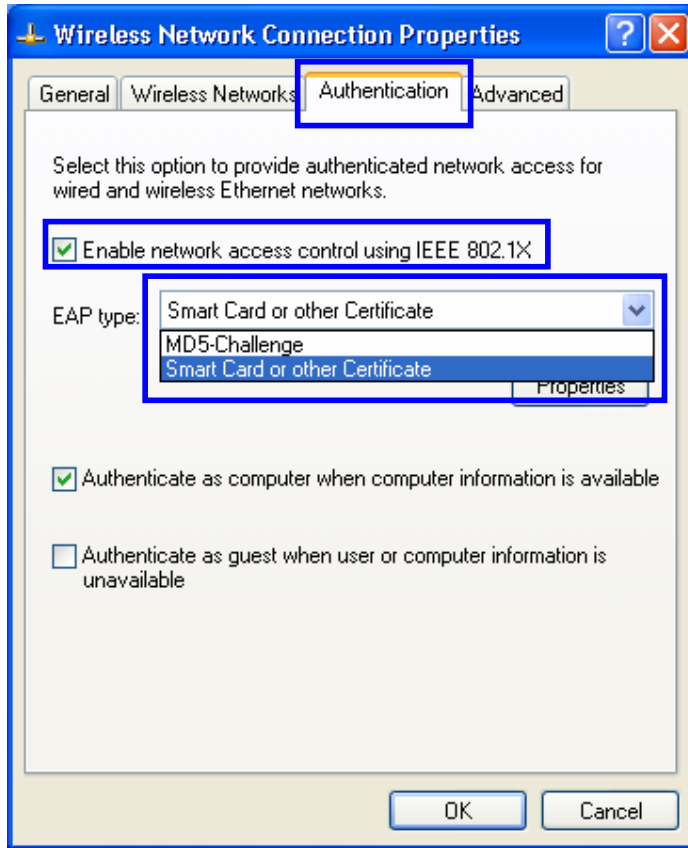 Wireless Network Connection Properties
General Wireless Networks Authentication Advanced
Select this option to provide authenticated network access for
wired and wireless Ethernet networks.
Enable network access control using IEEE 802.1X
EAP type: Smart Card or other Certificate
MD5-Challenge
Smart Card or other Certificate
Properties
Authenticate as computer when computer information is available
Authenticate as guest when user or computer information is
unavailable
OK Cancel